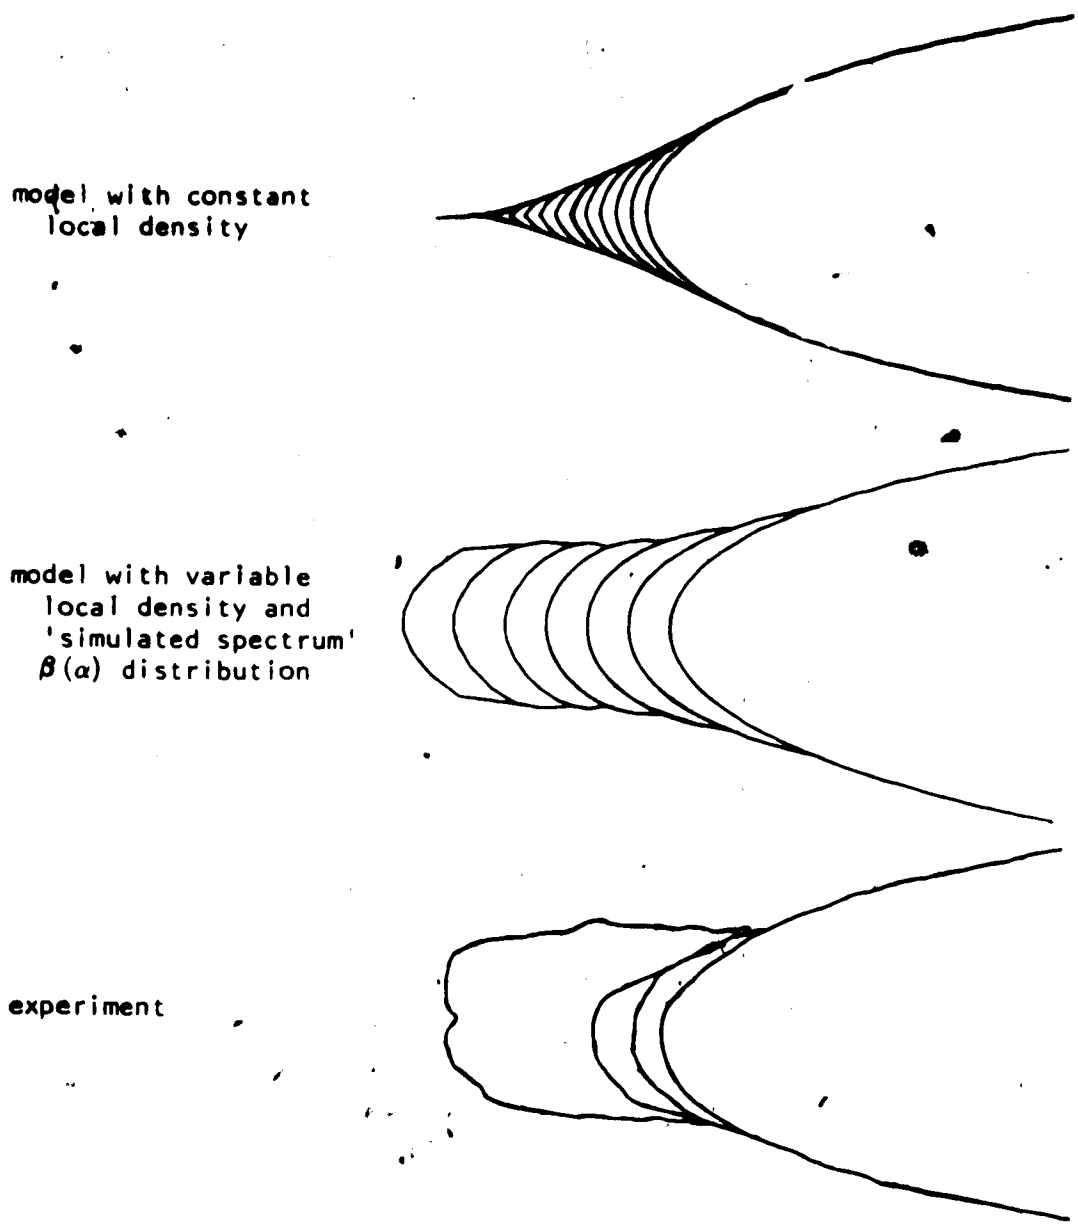 model with constant
local density
model with variable
local density and
'simulated spectrum'
β(α) distribution
experiment